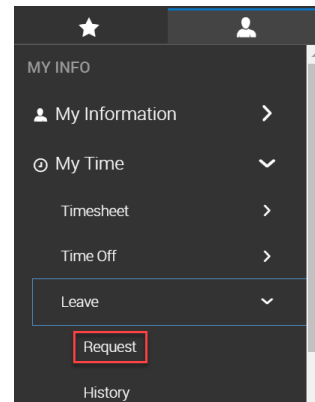 MY INFO
My Information
My Time
Timesheet
Time Off
Leave
Request
History